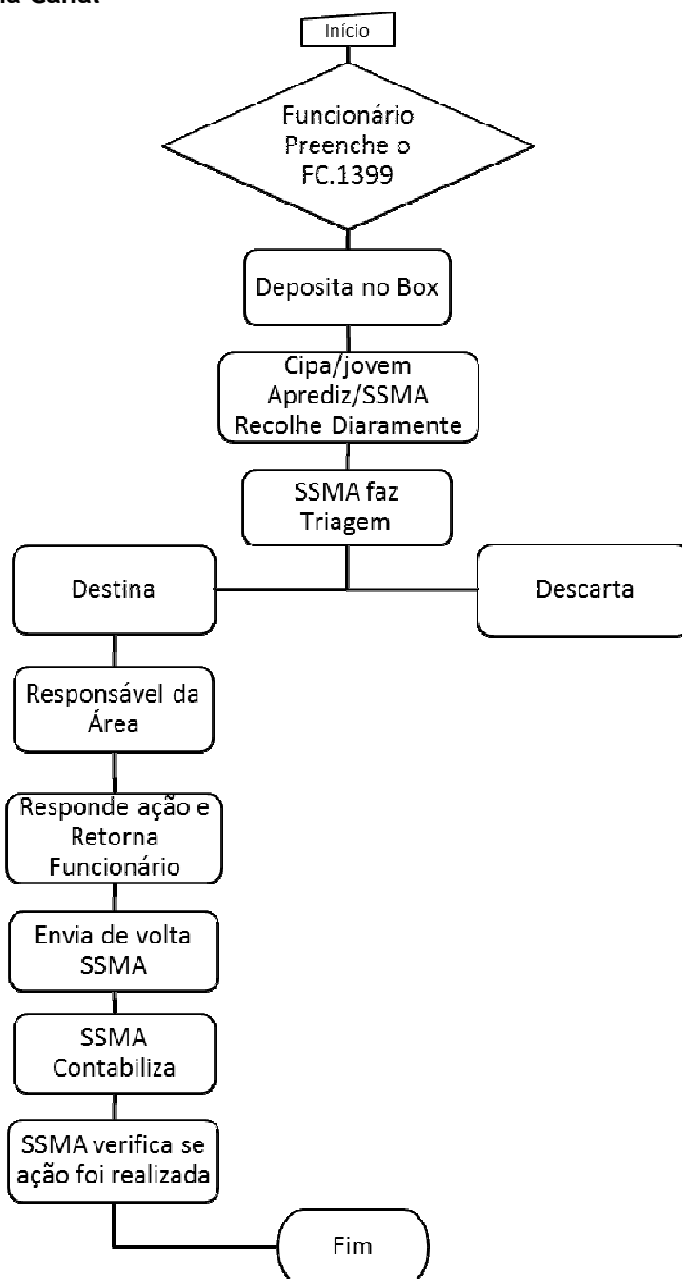 Início
Funcionário
Preenche o
FC.1399
Deposita no Box
Cipa/jovem
Aprediz/SSMA
Recolhe Diaramente
SSMA faz
Triagem
Destina
Descarta
Responsável da
Área
Responde ação e
Retorna
Funcionário
Envia de volta
SSMA
SSMA
Contabiliza
SSMA verifica se
ação foi realizada
Fim